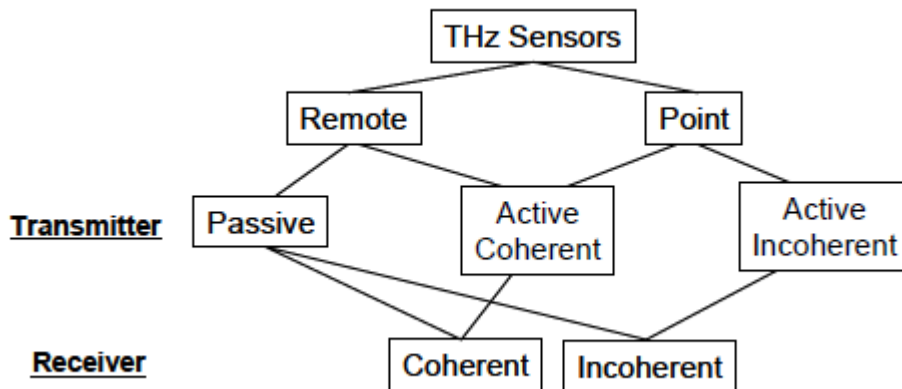 THz Sensors
Remote
Point
Transmitter
Passive
Active
Coherent
Active
Incoherent
Receiver
Coherent
Incoherent